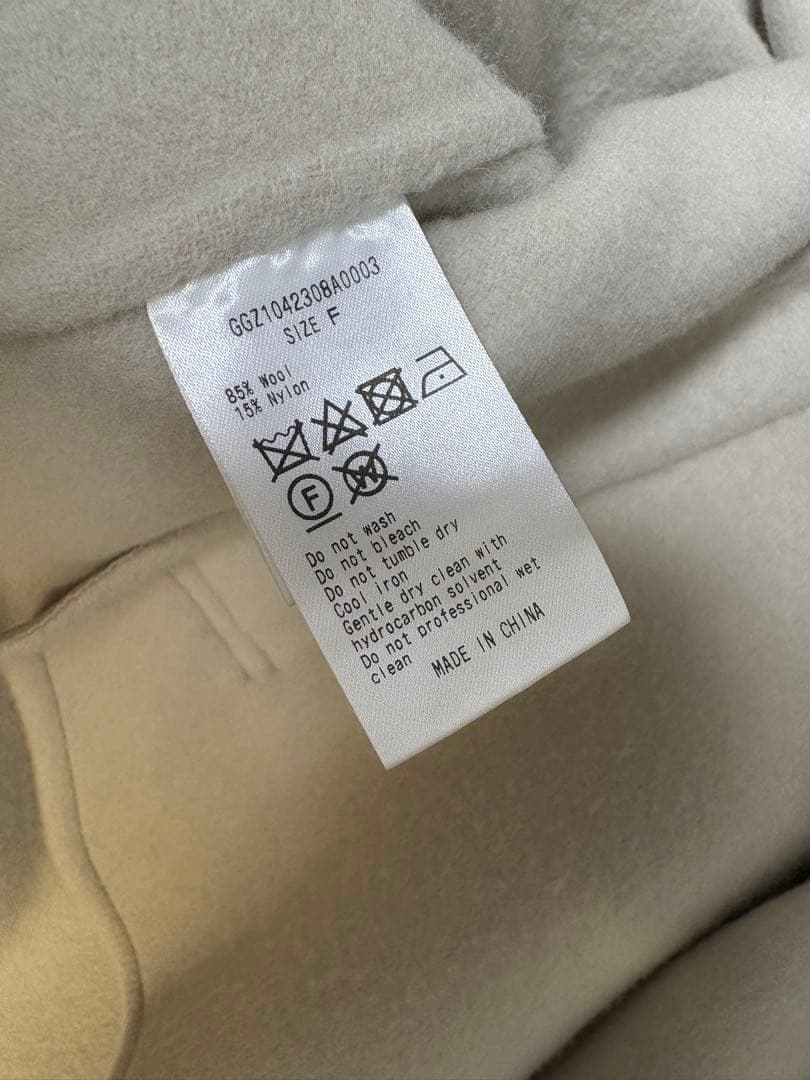 GGZ1042308A0003
SIZE F
85% Wool
15% Nylon
F
W
Do not wash
Do not bleach
Do not tumble dry
Cool iron
Gentle dry clean with
hydrocarbon solvent
Do not professional wet
clean
MADE IN CHINA